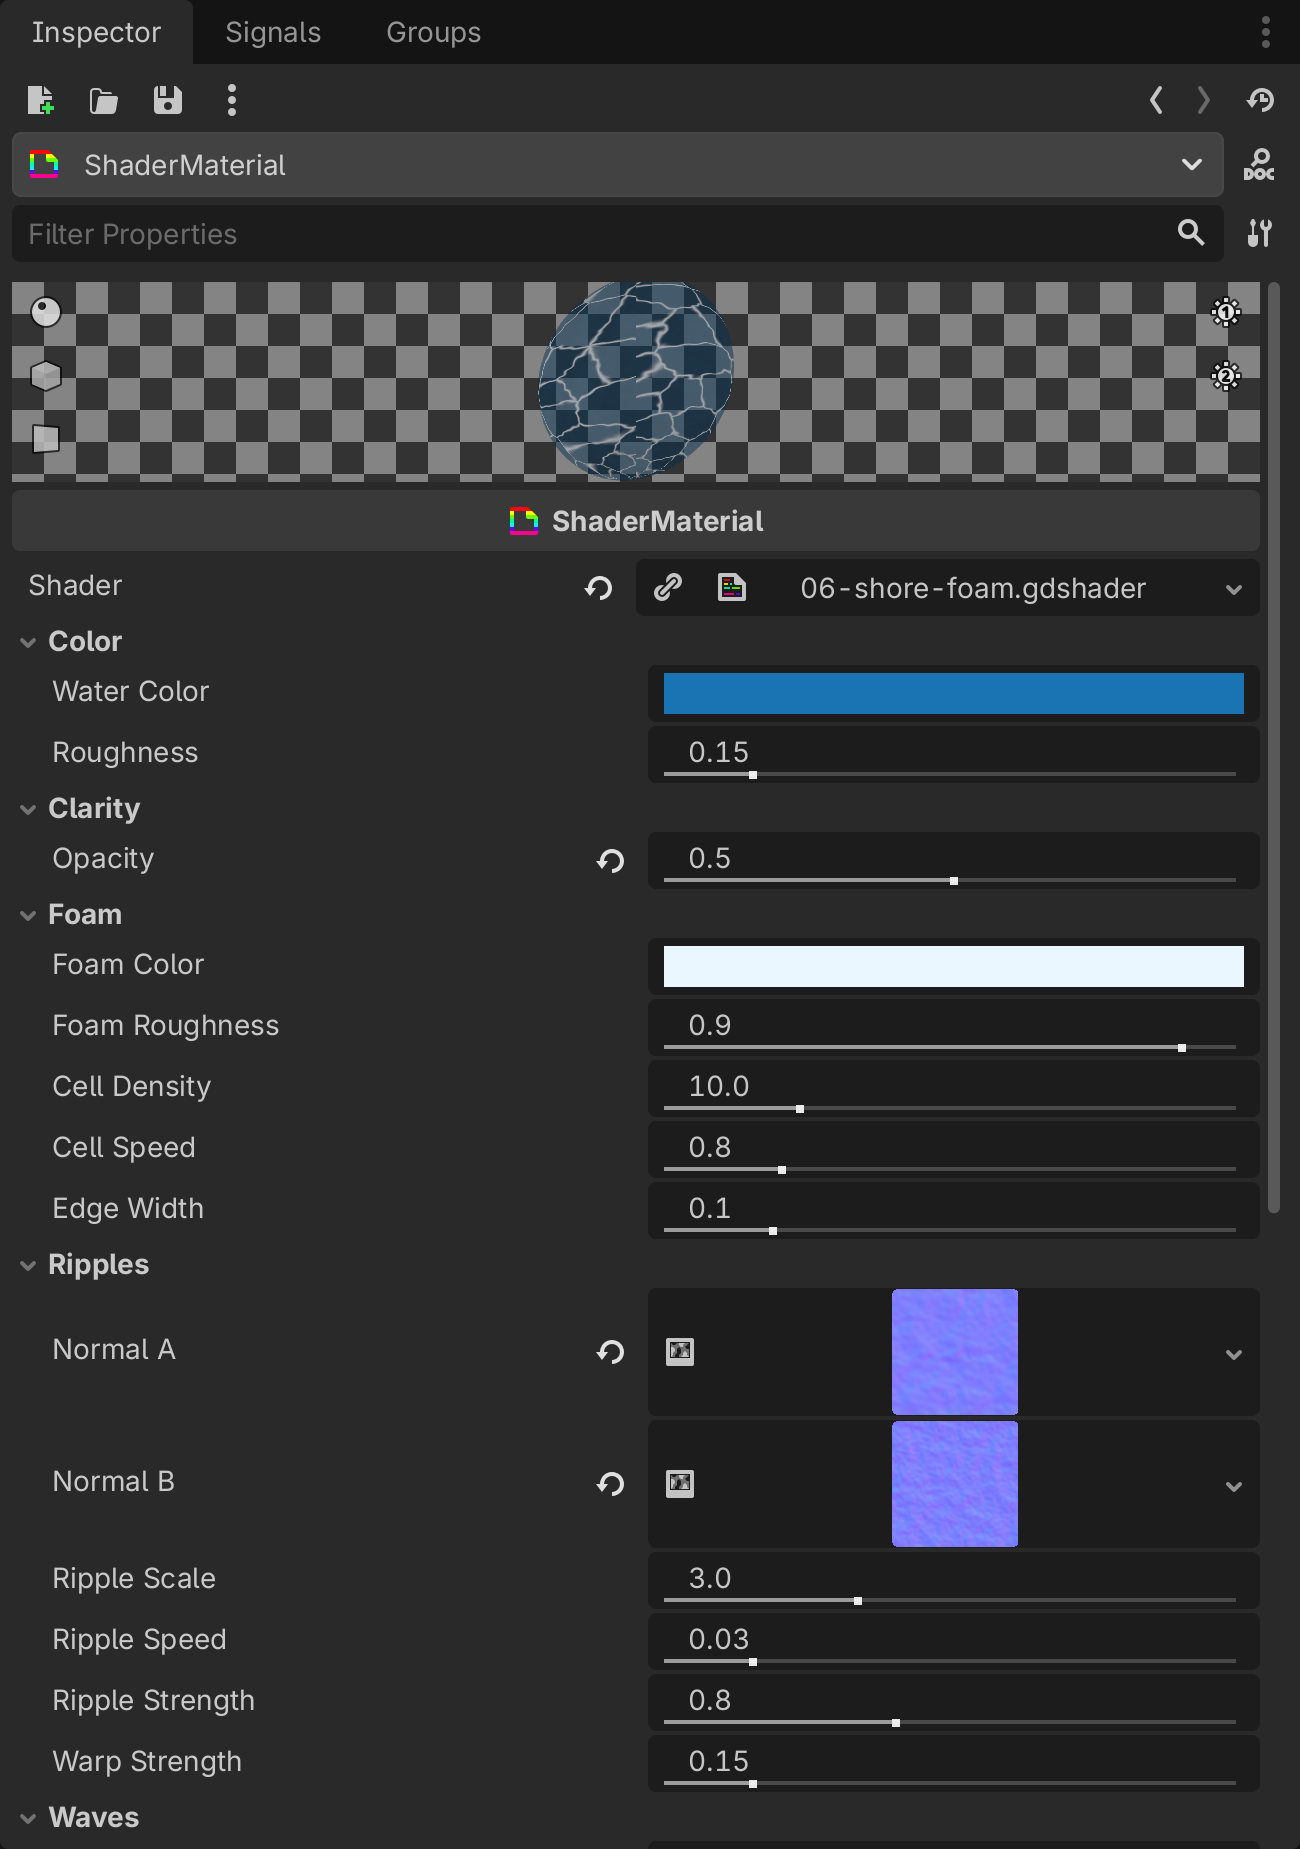 Inspector Signals Groups
ShaderMaterial
DOC
Filter Properties
1
2
ShaderMaterial
Shader 06-shore-foam.gdshader
Color
Water Color
Roughness 0.15
Clarity
Opacity 0.5
Foam
Foam Color
Foam Roughness 0.9
Cell Density 10.0
Cell Speed 0.8
Edge Width 0.1
Ripples
Normal A
Normal B
Ripple Scale 3.0
Ripple Speed 0.03
Ripple Strength 0.8
Warp Strength 0.15
Waves